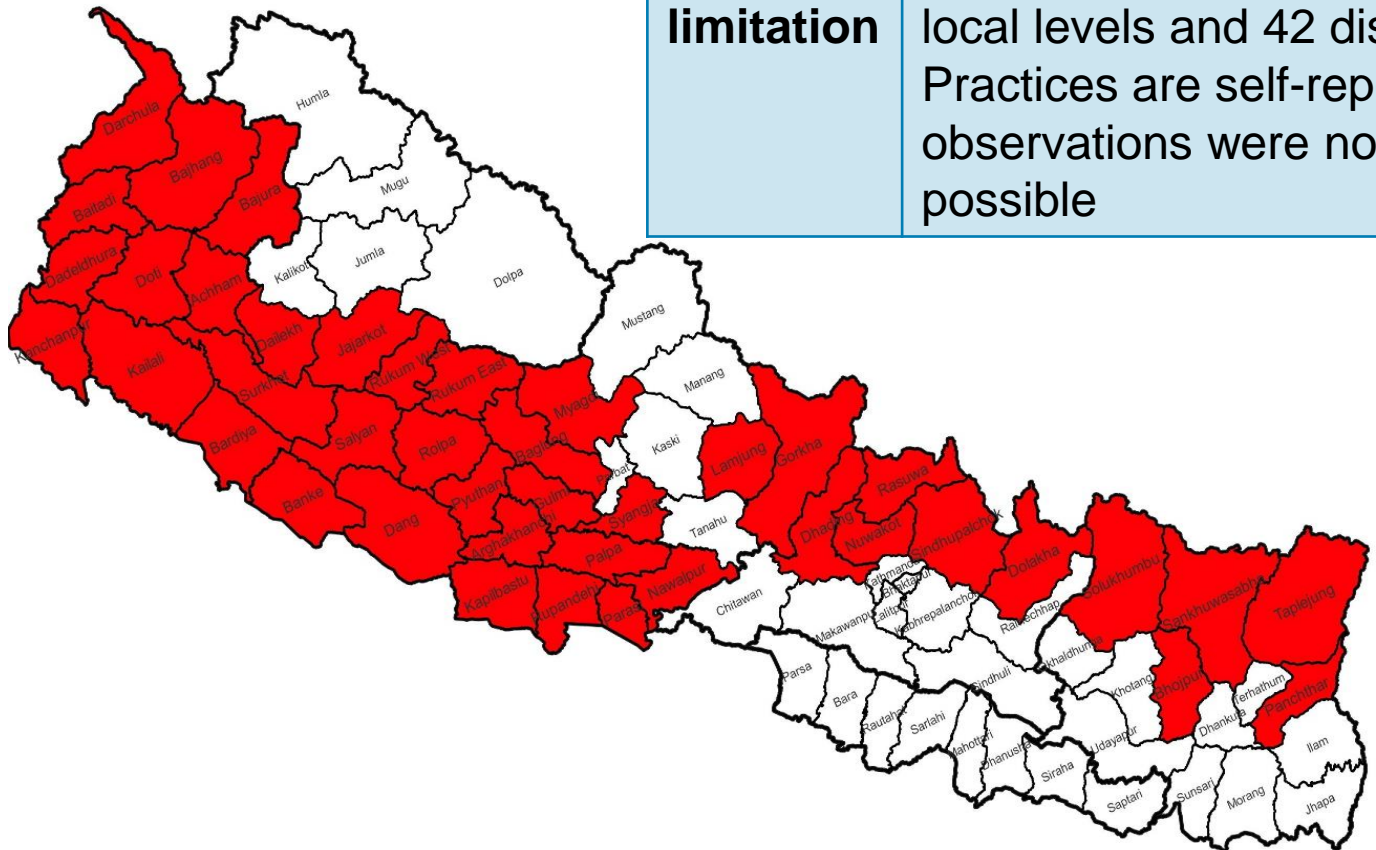 limitation
local levels and 42 dis
Practices are self-rep
observations were no
possible
Humla
Darchula
Bajhang
Mugu
Baitadi
Bajura
Dadeldhura
Doti
Achham
Kalikot
Jumla
Dolpa
Kanchanpur
Kailali
Dailekh
Jajarkot
Mustang
Surkhet
Rukum West
Rukum East
Manang
Myagdi
Bardiya
Salyan
Rolpa
Baglung
Kaski
Lamjung
Gorkha
Parbat
Rasuwa
Banke
Dang
Pyuthan
Gulmi
Syangja
Tanahu
Dhading
Nuwakot
Sindhupalchok
Arghakhanchi
Palpa
Dolakha
Solukhumbu
Sankhuwasabha
Taplejung
Kapilbastu
Rupandehi
Parasi
Nawalpur
Chitawan
Kathmandu
Bhaktapur
Lalitpur
Kabhrepalanchok
Makawanpur
Ramechhap
Okhaldhunga
Khotang
Bhojpur
Terhathum
Panchthar
Dhankuta
Parsa
Bara
Rautahat
Sarlahi
Sindhuli
Mahottari
Dhanusha
Siraha
Udayapur
Saptari
Sunsari
Morang
Ilam
Jhapa